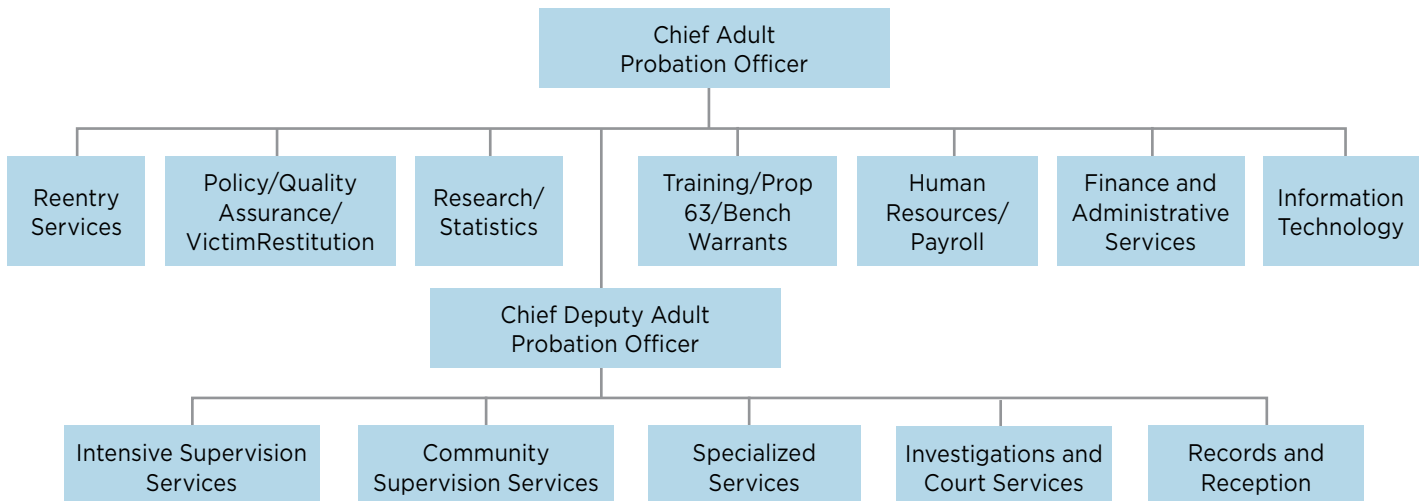 Chief Adult
Probation Officer
Reentry
Services
Policy/Quality
Assurance/
VictimRestitution
Research/
Statistics
Training/Prop
63/Bench
Warrants
Human
Resources/
Payroll
Finance and
Administrative
Services
Information
Technology
Chief Deputy Adult
Probation Officer
Intensive Supervision
Services
Community
Supervision Services
Specialized
Services
Investigations and
Court Services
Records and
Reception